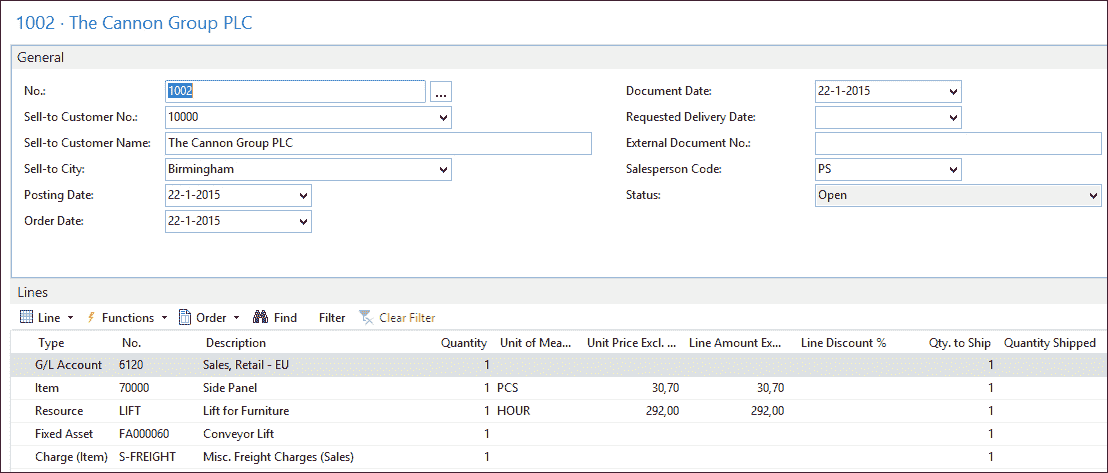 1002 · The Cannon Group PLC
General
No.: 1002 ...
Document Date: 22-1-2015
Sell-to Customer No.: 10000
Requested Delivery Date:
Sell-to Customer Name: The Cannon Group PLC
External Document No.:
Sell-to City: Birmingham
Salesperson Code: PS
Posting Date: 22-1-2015
Status: Open
Order Date: 22-1-2015
Lines
Line Functions Order Find Filter Clear Filter
Type No. Description Quantity Unit of Mea... Unit Price Excl. ... Line Amount Ex... Line Discount % Qty. to Ship Quantity Shipped
G/L Account 6120 Sales, Retail - EU 1 1
Item 70000 Side Panel 1 PCS 30,70 30,70 1
Resource LIFT Lift for Furniture 1 HOUR 292,00 292,00 1
Fixed Asset FA000060 Conveyor Lift 1 1
Charge (Item) S-FREIGHT Misc. Freight Charges (Sales) 1 1